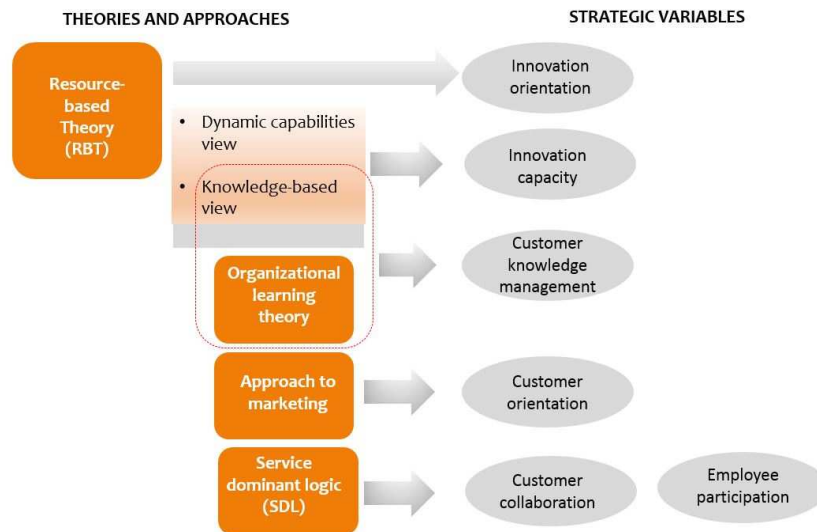 THEORIES AND APPROACHES
STRATEGIC VARIABLES
Resource-
based
Theory
(RBT)
• Dynamic capabilities
view
• Knowledge-based
view
Organizational
learning
theory
Approach to
marketing
Service
dominant logic
(SDL)
Innovation
orientation
Innovation
capacity
Customer
knowledge
management
Customer
orientation
Customer
collaboration
Employee
participation